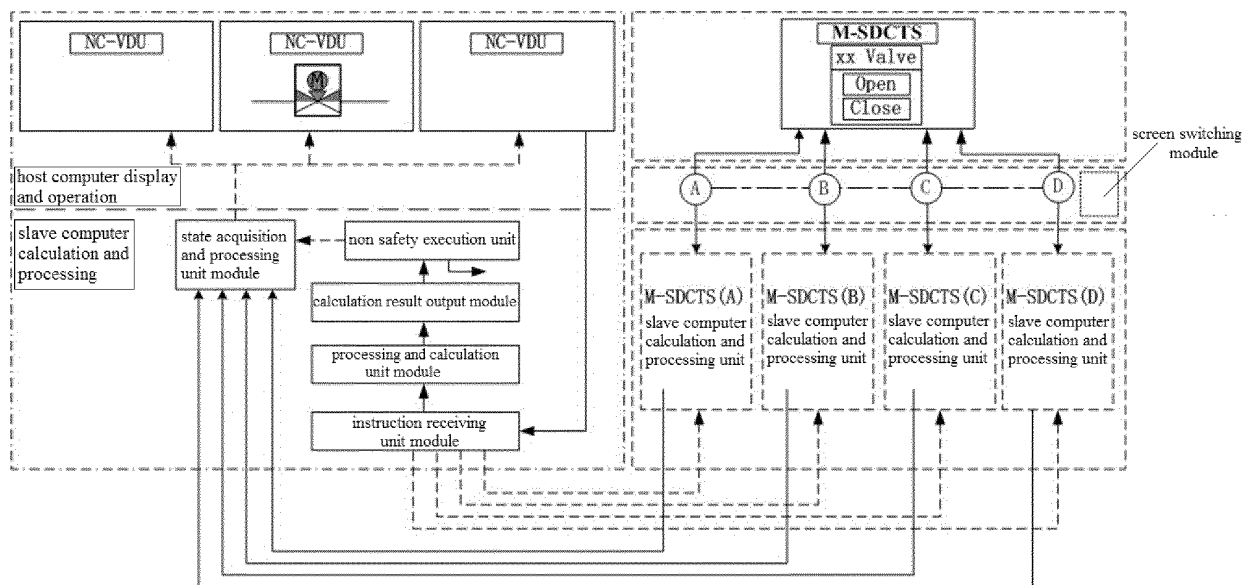 NC-VDU
NC-VDU
NC-VDU
M
host computer display
and operation
slave computer
calculation and
processing
state acquisition
and processing
unit module
non safety execution unit
calculation result output module
processing and calculation
unit module
instruction receiving
unit module
M-SDCTS
xx Valve
Open
Close
screen switching
module
A
B
C
D
M-SDCTS(A)
slave computer
calculation and
processing unit
M-SDCTS(B)
slave computer
calculation and
processing unit
M-SDCTS(C)
slave computer
calculation and
processing unit
M-SDCTS(D)
slave computer
calculation and
processing unit